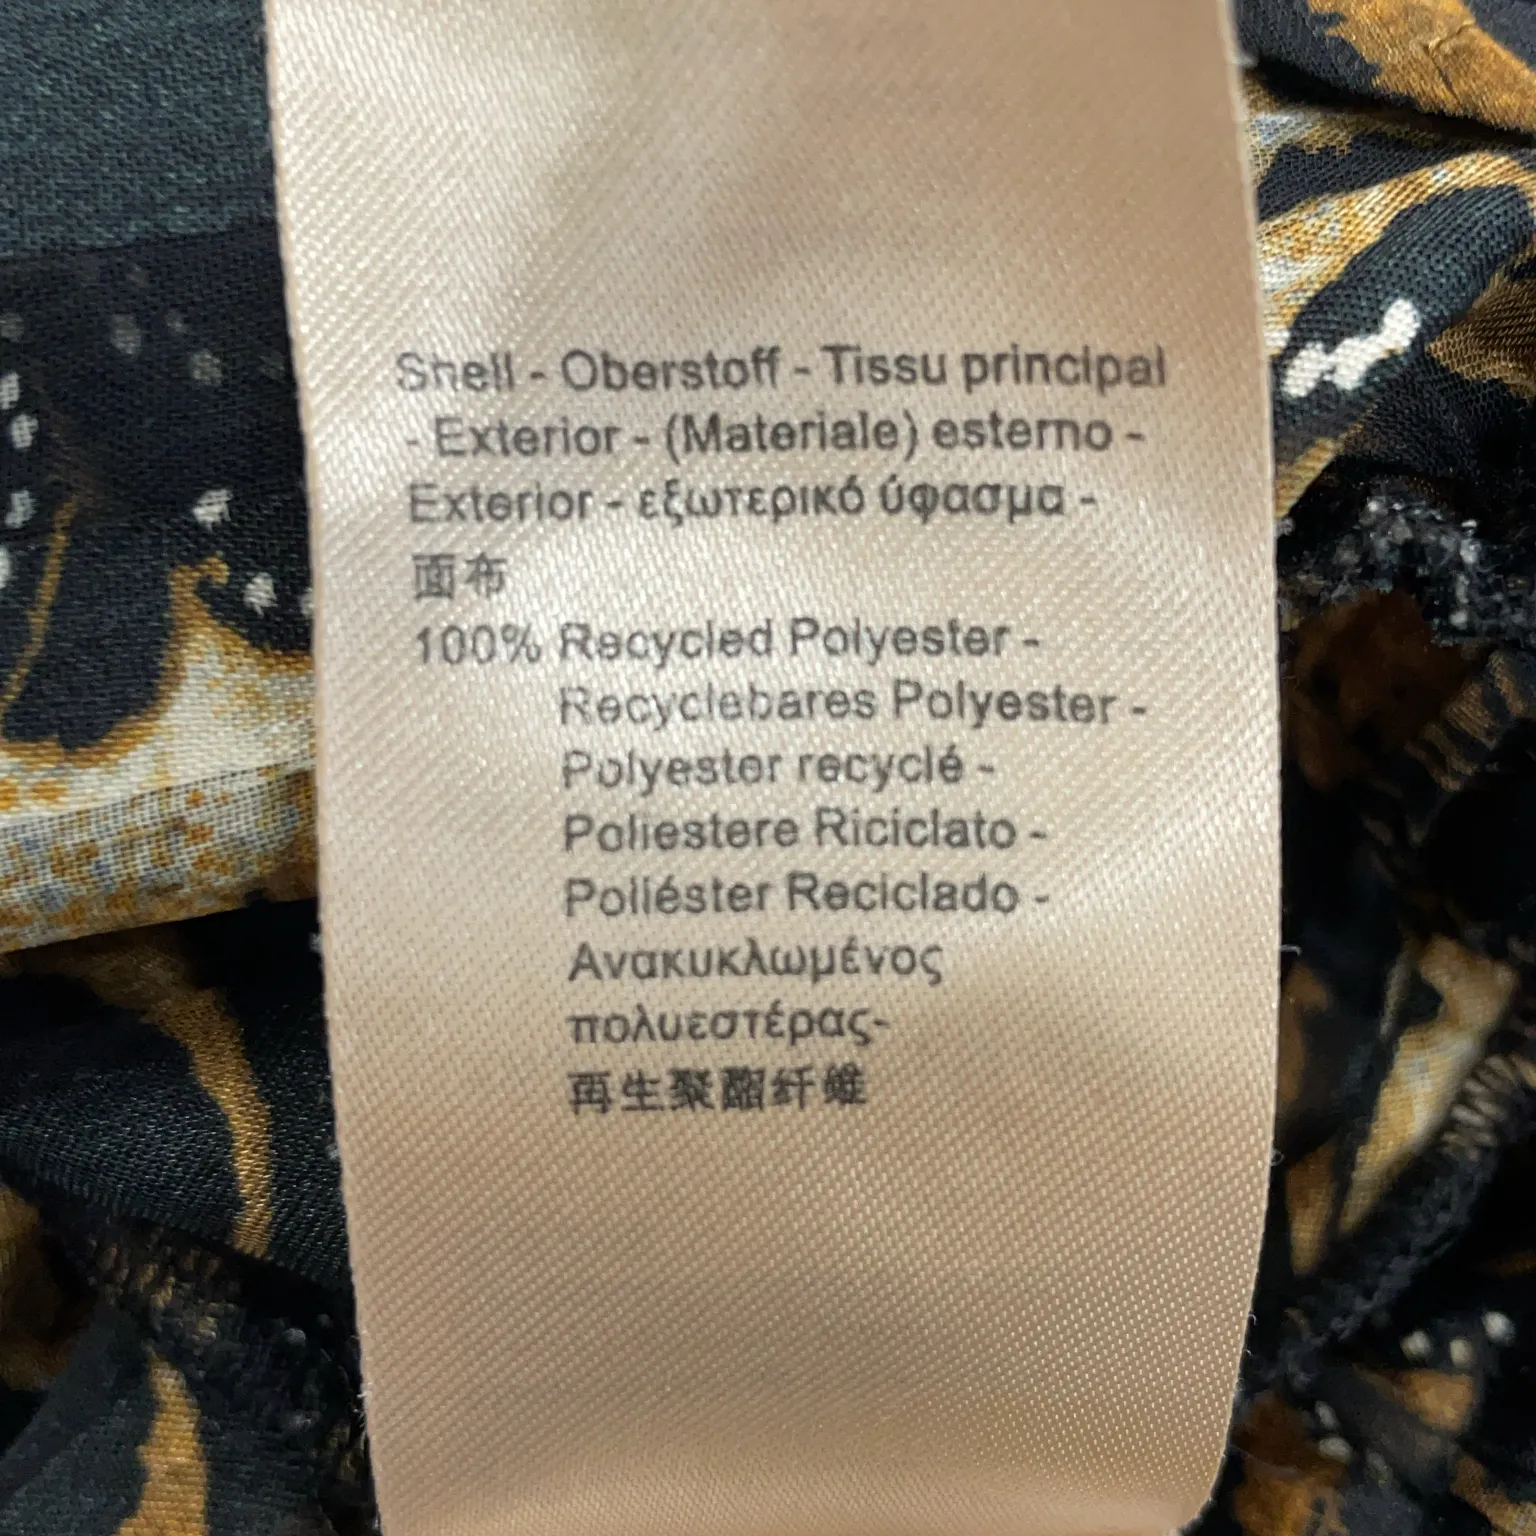 Shell - Oberstoff - Tissu principal
- Exterior - (Materiale) esterno -
Exterior - εξωτερικό ύφασμα -
面布
100% Recycled Polyester -
Recyclebares Polyester -
Polyester recyclé -
Poliestere Riciclato -
Poliéster Reciclado -
Ανακυκλωμένος
πολυεστέρας-
再生聚酯纤维